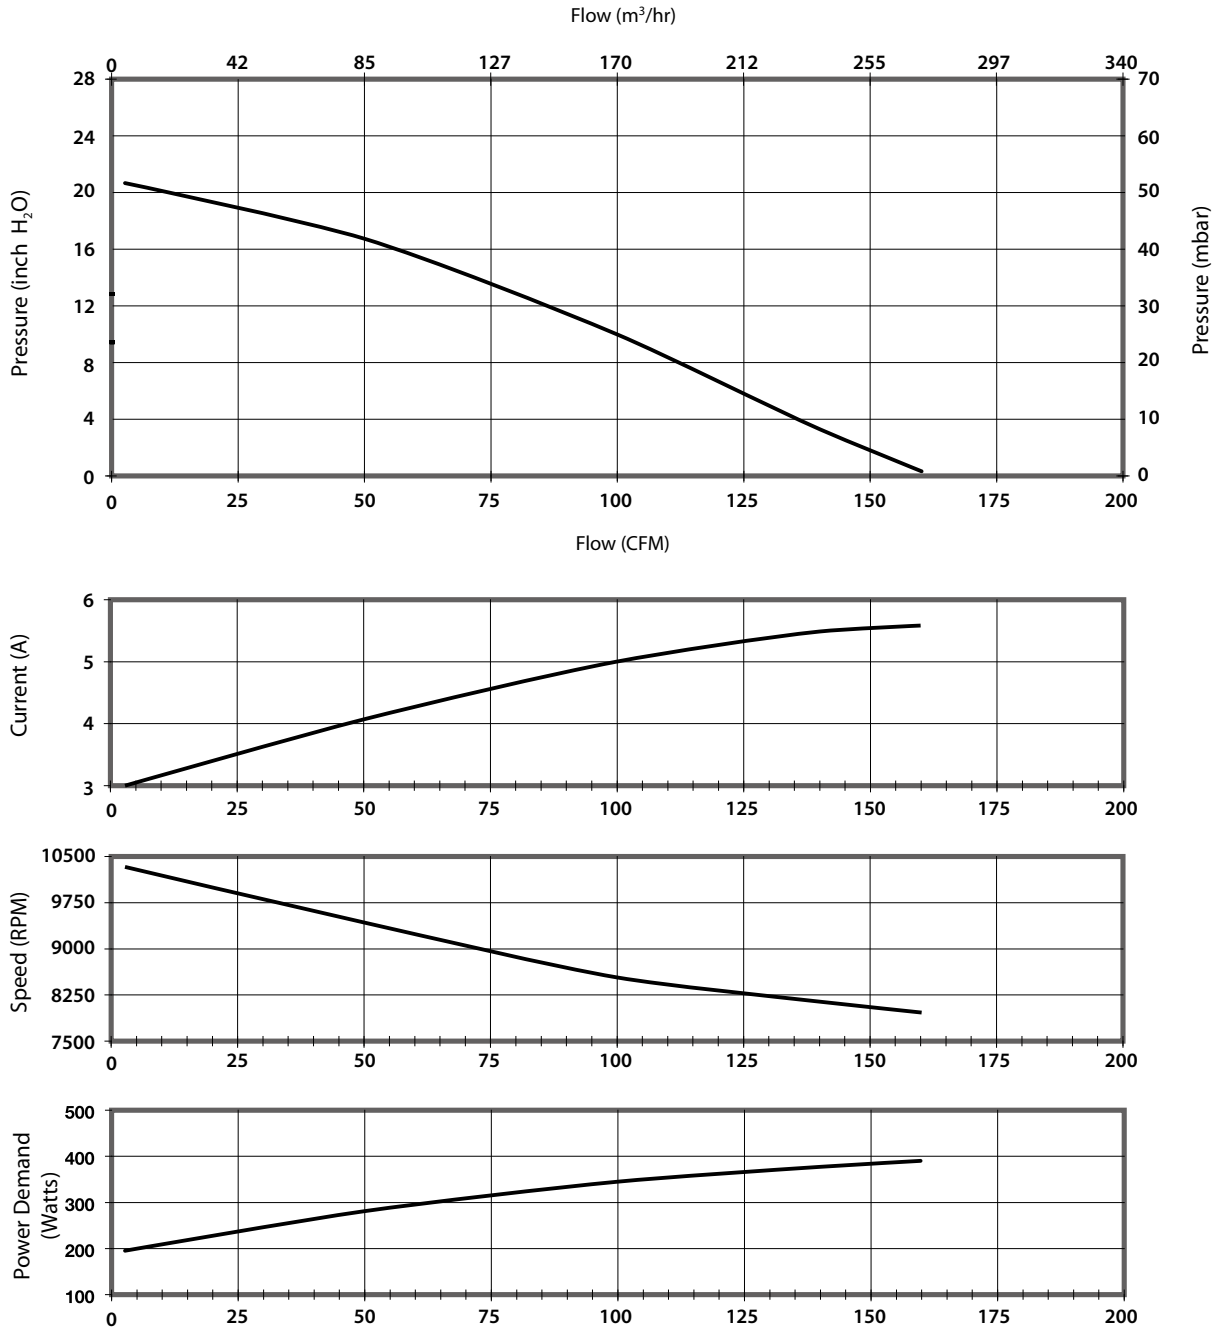 Flow (m³/hr)
0 42 85 127 170 212 255 297 340
28 70
24 60
20 50
16 40
12 30
8 20
4 10
0 0
Pressure (inch H₂O)
Pressure (mbar)
0 25 50 75 100 125 150 175 200
Flow (CFM)
6
5
4
3
Current (A)
0 25 50 75 100 125 150 175 200
10500
9750
9000
8250
7500
Speed (RPM)
0 25 50 75 100 125 150 175 200
500
400
300
200
100
Power Demand
(Watts)
0 25 50 75 100 125 150 175 200